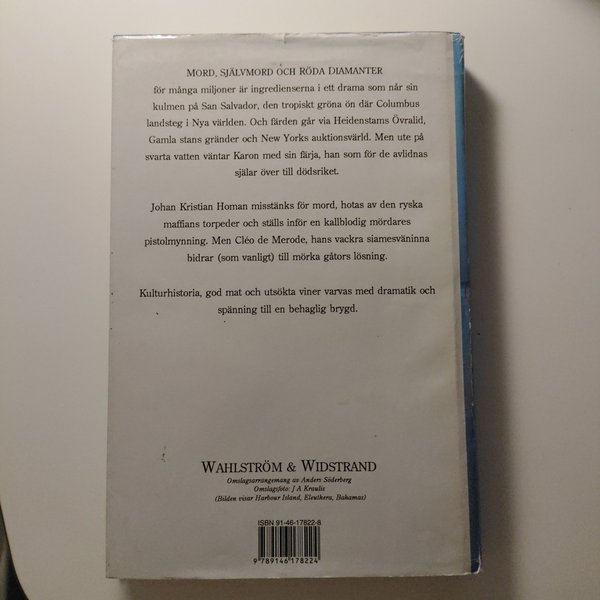 MORD, SJÄLVMORD OCH RÖDA DIAMANTER
för många miljoner är ingredienserna i ett drama som når sin
kulmen på San Salvador, den tropiskt gröna ön där Columbus
landsteg i Nya världen. Och färden går via Heidenstams Övralid,
Gamla stans gränder och New Yorks auktionsvärld. Men ute på
svarta vatten väntar Karon med sin färja, han som för de avlidnas
själar över till dödsriket.
Johan Kristian Homan misstänks för mord, hotas av den ryska
maffians torpeder och ställs inför en kallblodig mördares
pistolmynning. Men Cléo de Merode, hans vackra siamesväninna
bidrar (som vanligt) till mörka gåtors lösning.
Kulturhistoria, god mat och utsökta viner varvas med dramatik och
spänning till en behaglig brygd.
WAHLSTRÖM & WIDSTRAND
Omslagsarrangemang av Anders Söderberg
Omslagsfoto: J A Kraulis
(Bilden visar Harbour Island, Eleuthera, Bahamas)
ISBN 91-46-17822-8
9 789146 178224